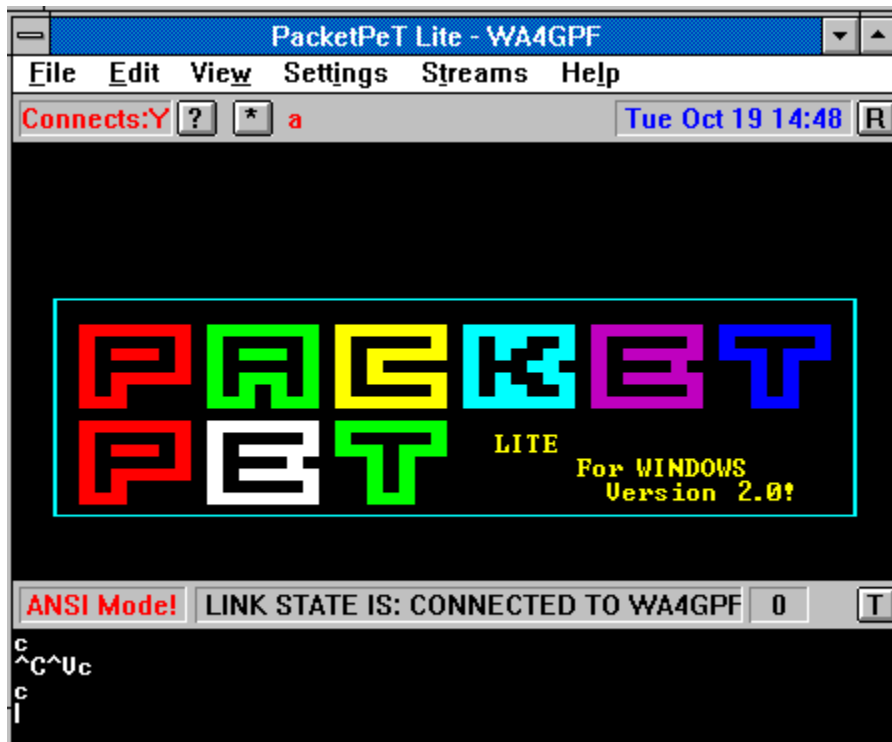 PacketPeT Lite - WA4GPF
File Edit View Settings Streams Help
Connects:Y ? * a Tue Oct 19 14:48 R
PACKET
PET
LITE
For WINDOWS
Version 2.0!
ANSI Mode! LINK STATE IS: CONNECTED TO WA4GPF 0 T
c
^C^Vc
c